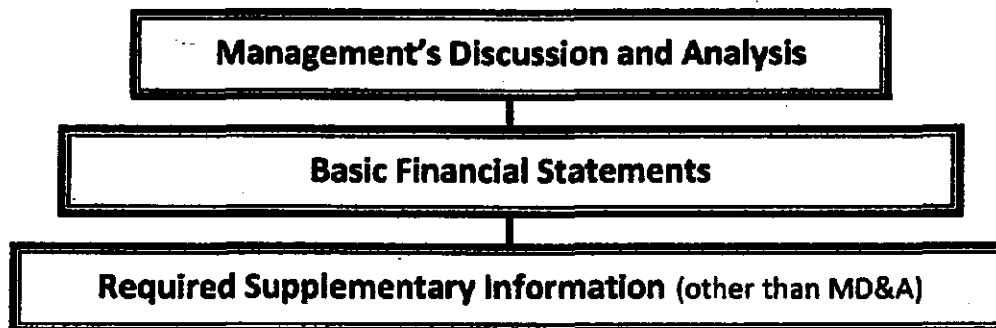 Management's Discussion and Analysis
Basic Financial Statements
Required Supplementary Information (other than MD&A)